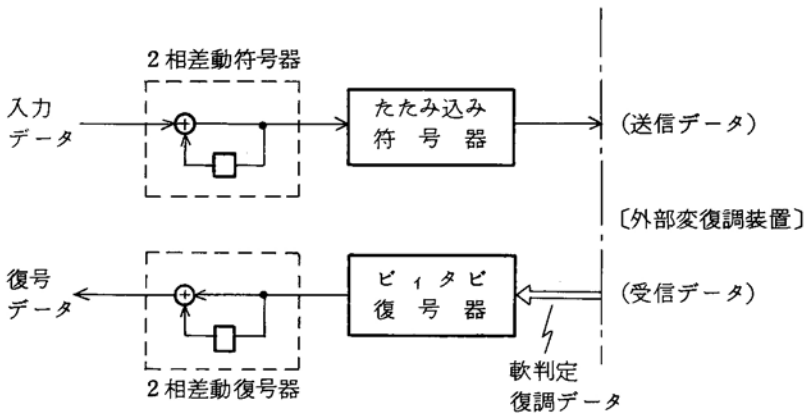 2相差動符号器
入力
データ
たたみ込み
符号器
(送信データ)
〔外部変復調装置〕
復号
データ
ビィタビ
復号器
(受信データ)
2相差動復号器
軟判定
復調データ